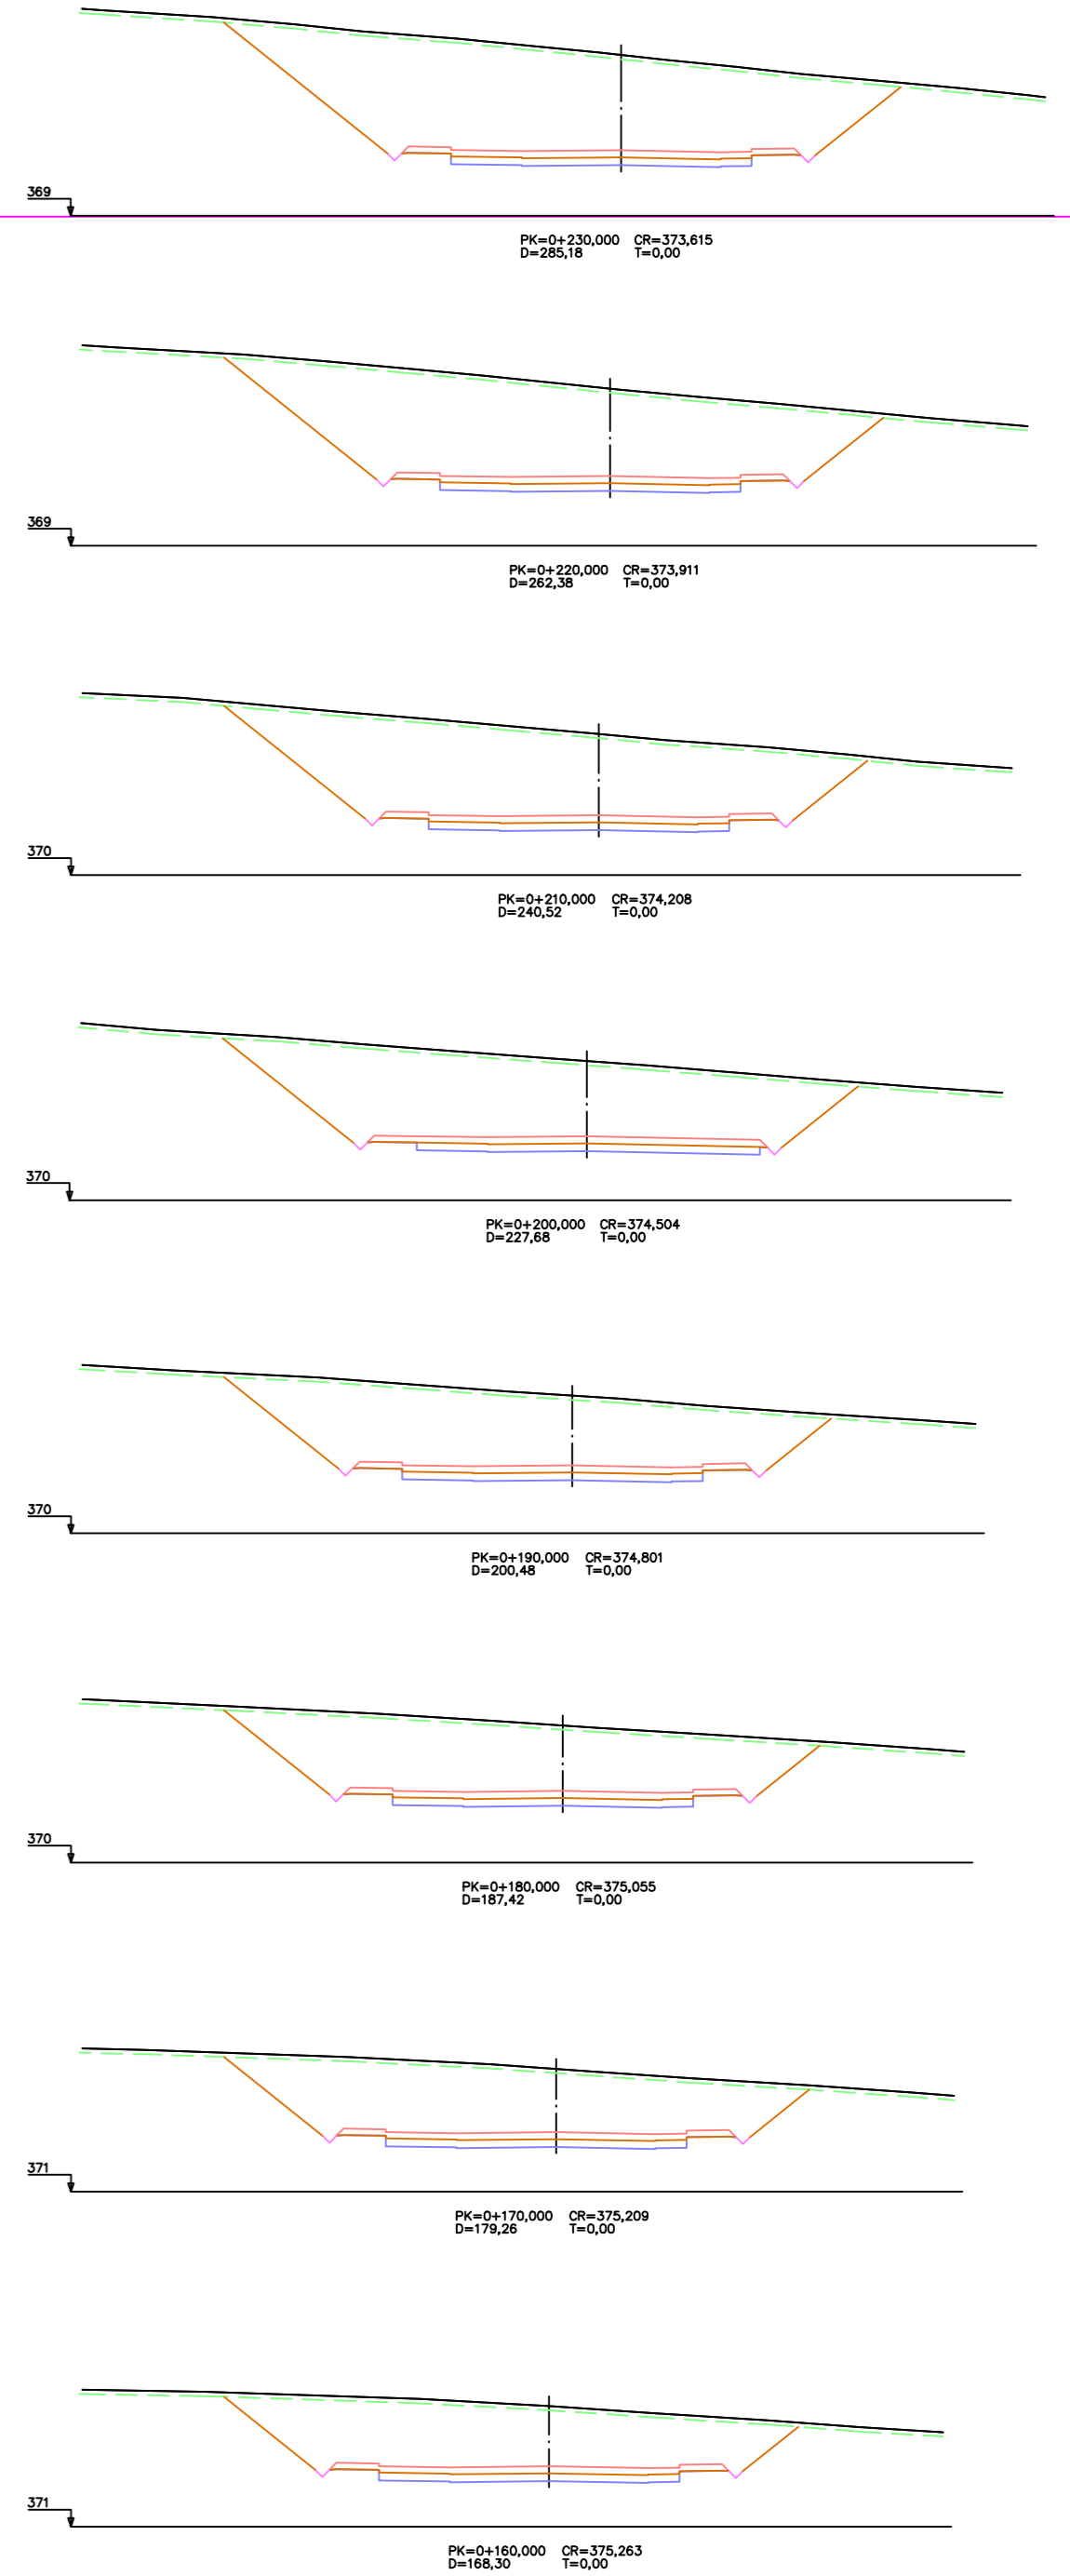 369
PK=0+230,000 CR=373,615
D=285,18 T=0,00
369
PK=0+220,000 CR=373,911
D=262,38 T=0,00
370
PK=0+210,000 CR=374,208
D=240,52 T=0,00
370
PK=0+200,000 CR=374,504
D=227,68 T=0,00
370
PK=0+190,000 CR=374,801
D=200,48 T=0,00
370
PK=0+180,000 CR=375,055
D=187,42 T=0,00
371
PK=0+170,000 CR=375,209
D=179,26 T=0,00
371
PK=0+160,000 CR=375,263
D=168,30 T=0,00